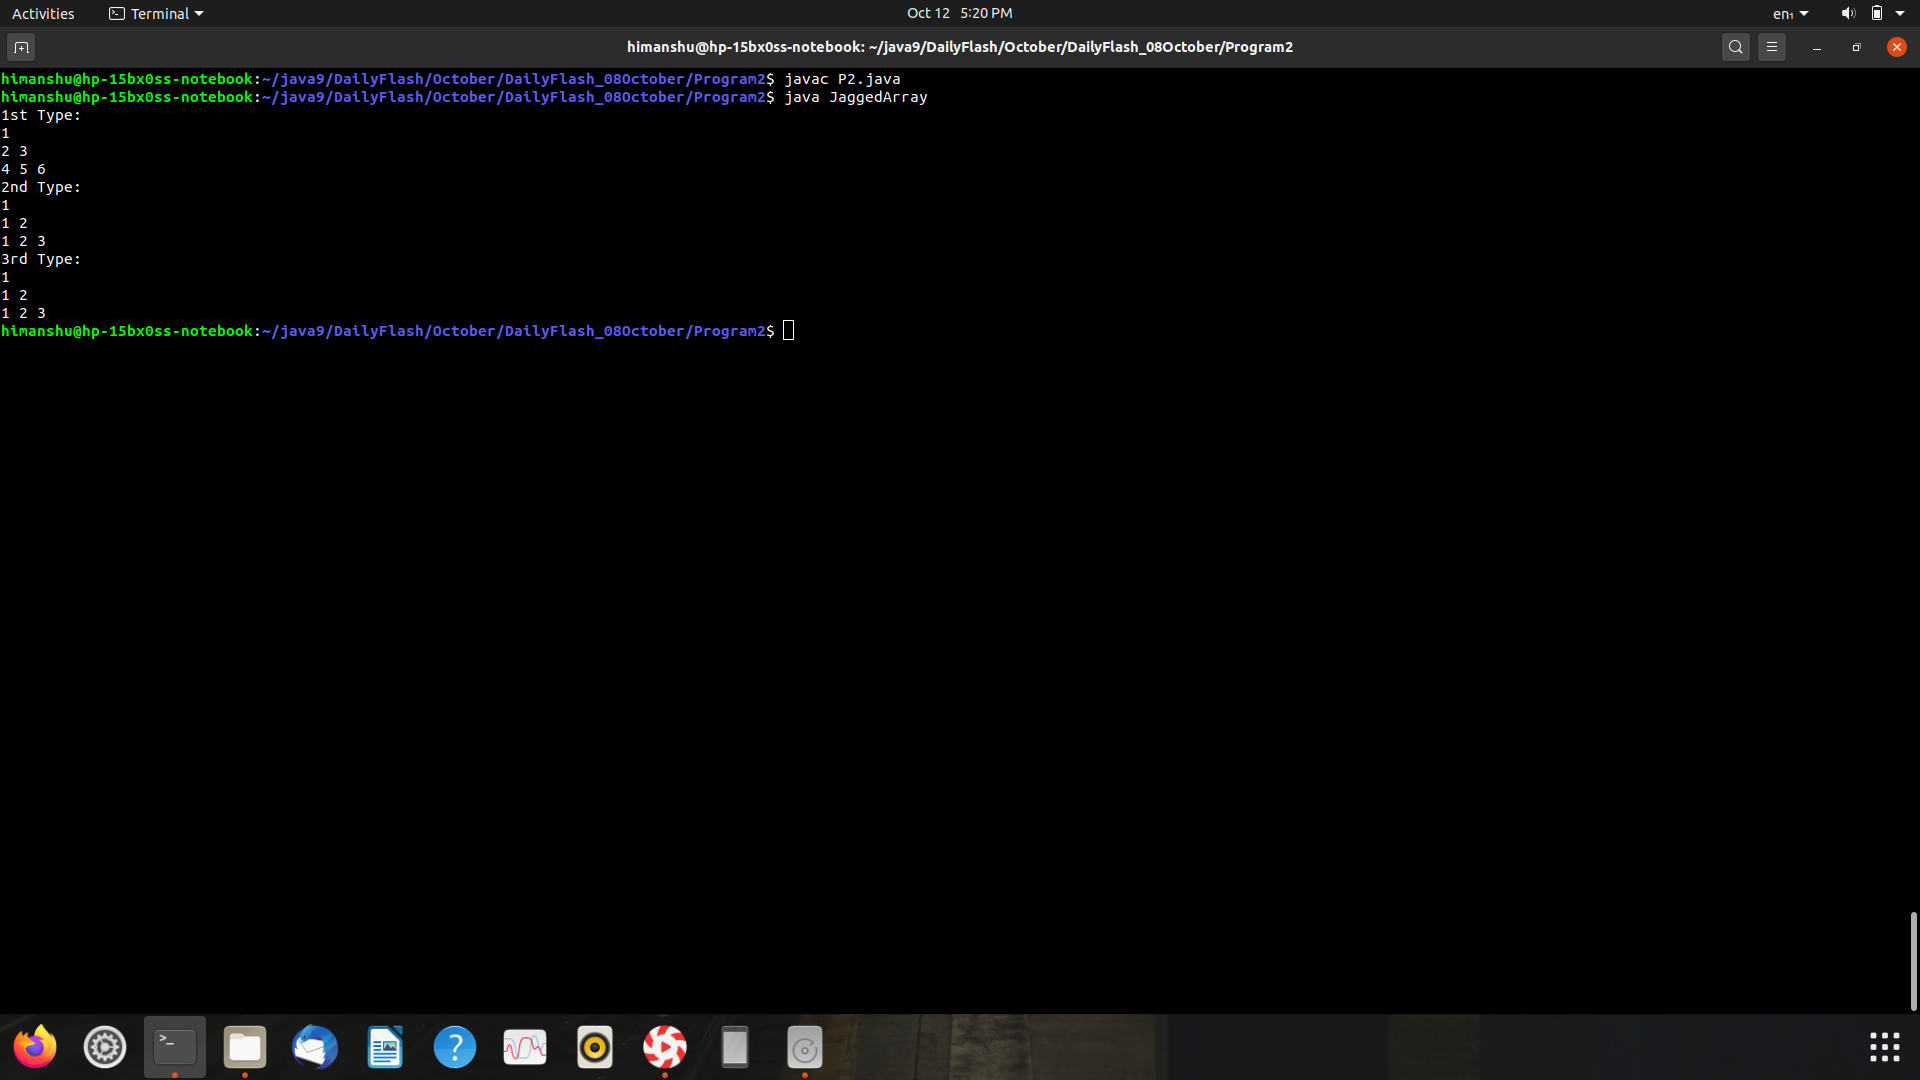 Activities Terminal Oct 12 5:20 PM en₁
himanshu@hp-15bx0ss-notebook: ~/java9/DailyFlash/October/DailyFlash_08October/Program2
himanshu@hp-15bx0ss-notebook:~/java9/DailyFlash/October/DailyFlash_08October/Program2$ javac P2.java
himanshu@hp-15bx0ss-notebook:~/java9/DailyFlash/October/DailyFlash_08October/Program2$ java JaggedArray
1st Type:
1
2 3
4 5 6
2nd Type:
1
1 2
1 2 3
3rd Type:
1
1 2
1 2 3
himanshu@hp-15bx0ss-notebook:~/java9/DailyFlash/October/DailyFlash_08October/Program2$